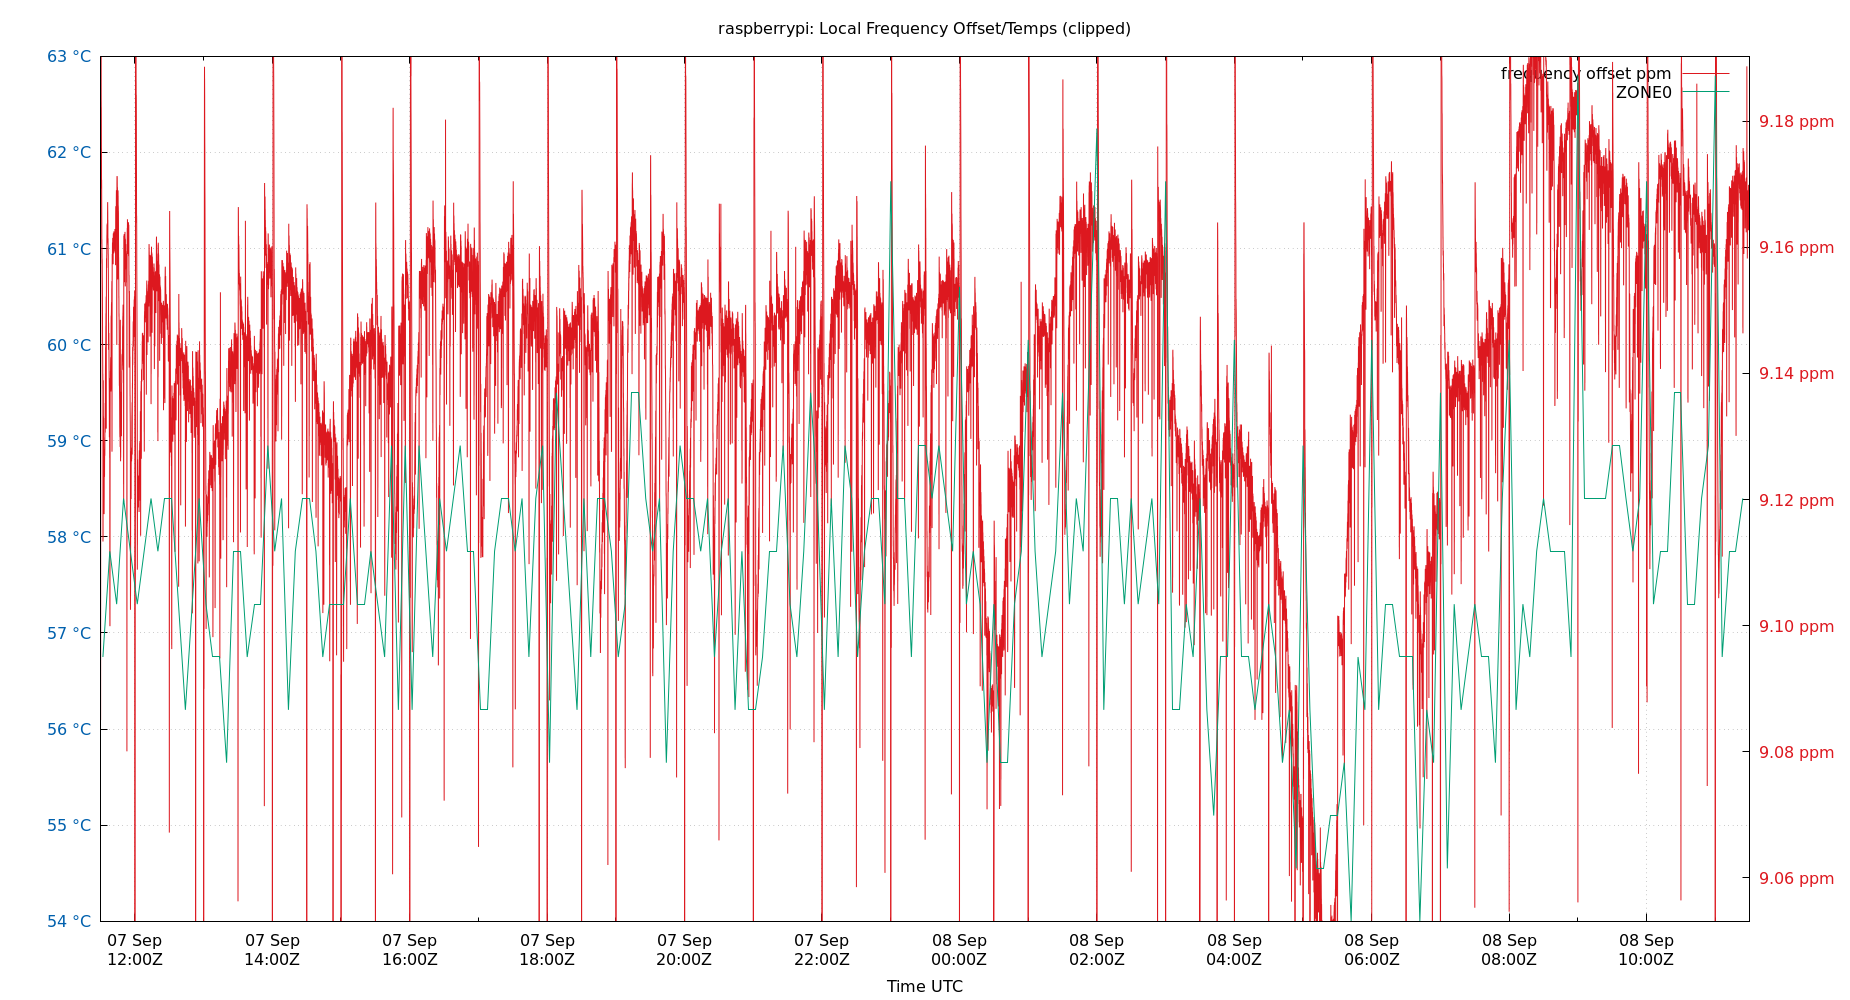 raspberrypi: Local Frequency Offset/Temps (clipped)
63 °C
62 °C
61 °C
60 °C
59 °C
58 °C
57 °C
56 °C
55 °C
54 °C
frequency offset ppm
ZONE0
9.18 ppm
9.16 ppm
9.14 ppm
9.12 ppm
9.10 ppm
9.08 ppm
9.06 ppm
07 Sep 07 Sep 07 Sep 07 Sep 07 Sep 07 Sep 08 Sep 08 Sep 08 Sep 08 Sep 08 Sep 08 Sep
12:00Z 14:00Z 16:00Z 18:00Z 20:00Z 22:00Z 00:00Z 02:00Z 04:00Z 06:00Z 08:00Z 10:00Z
Time UTC